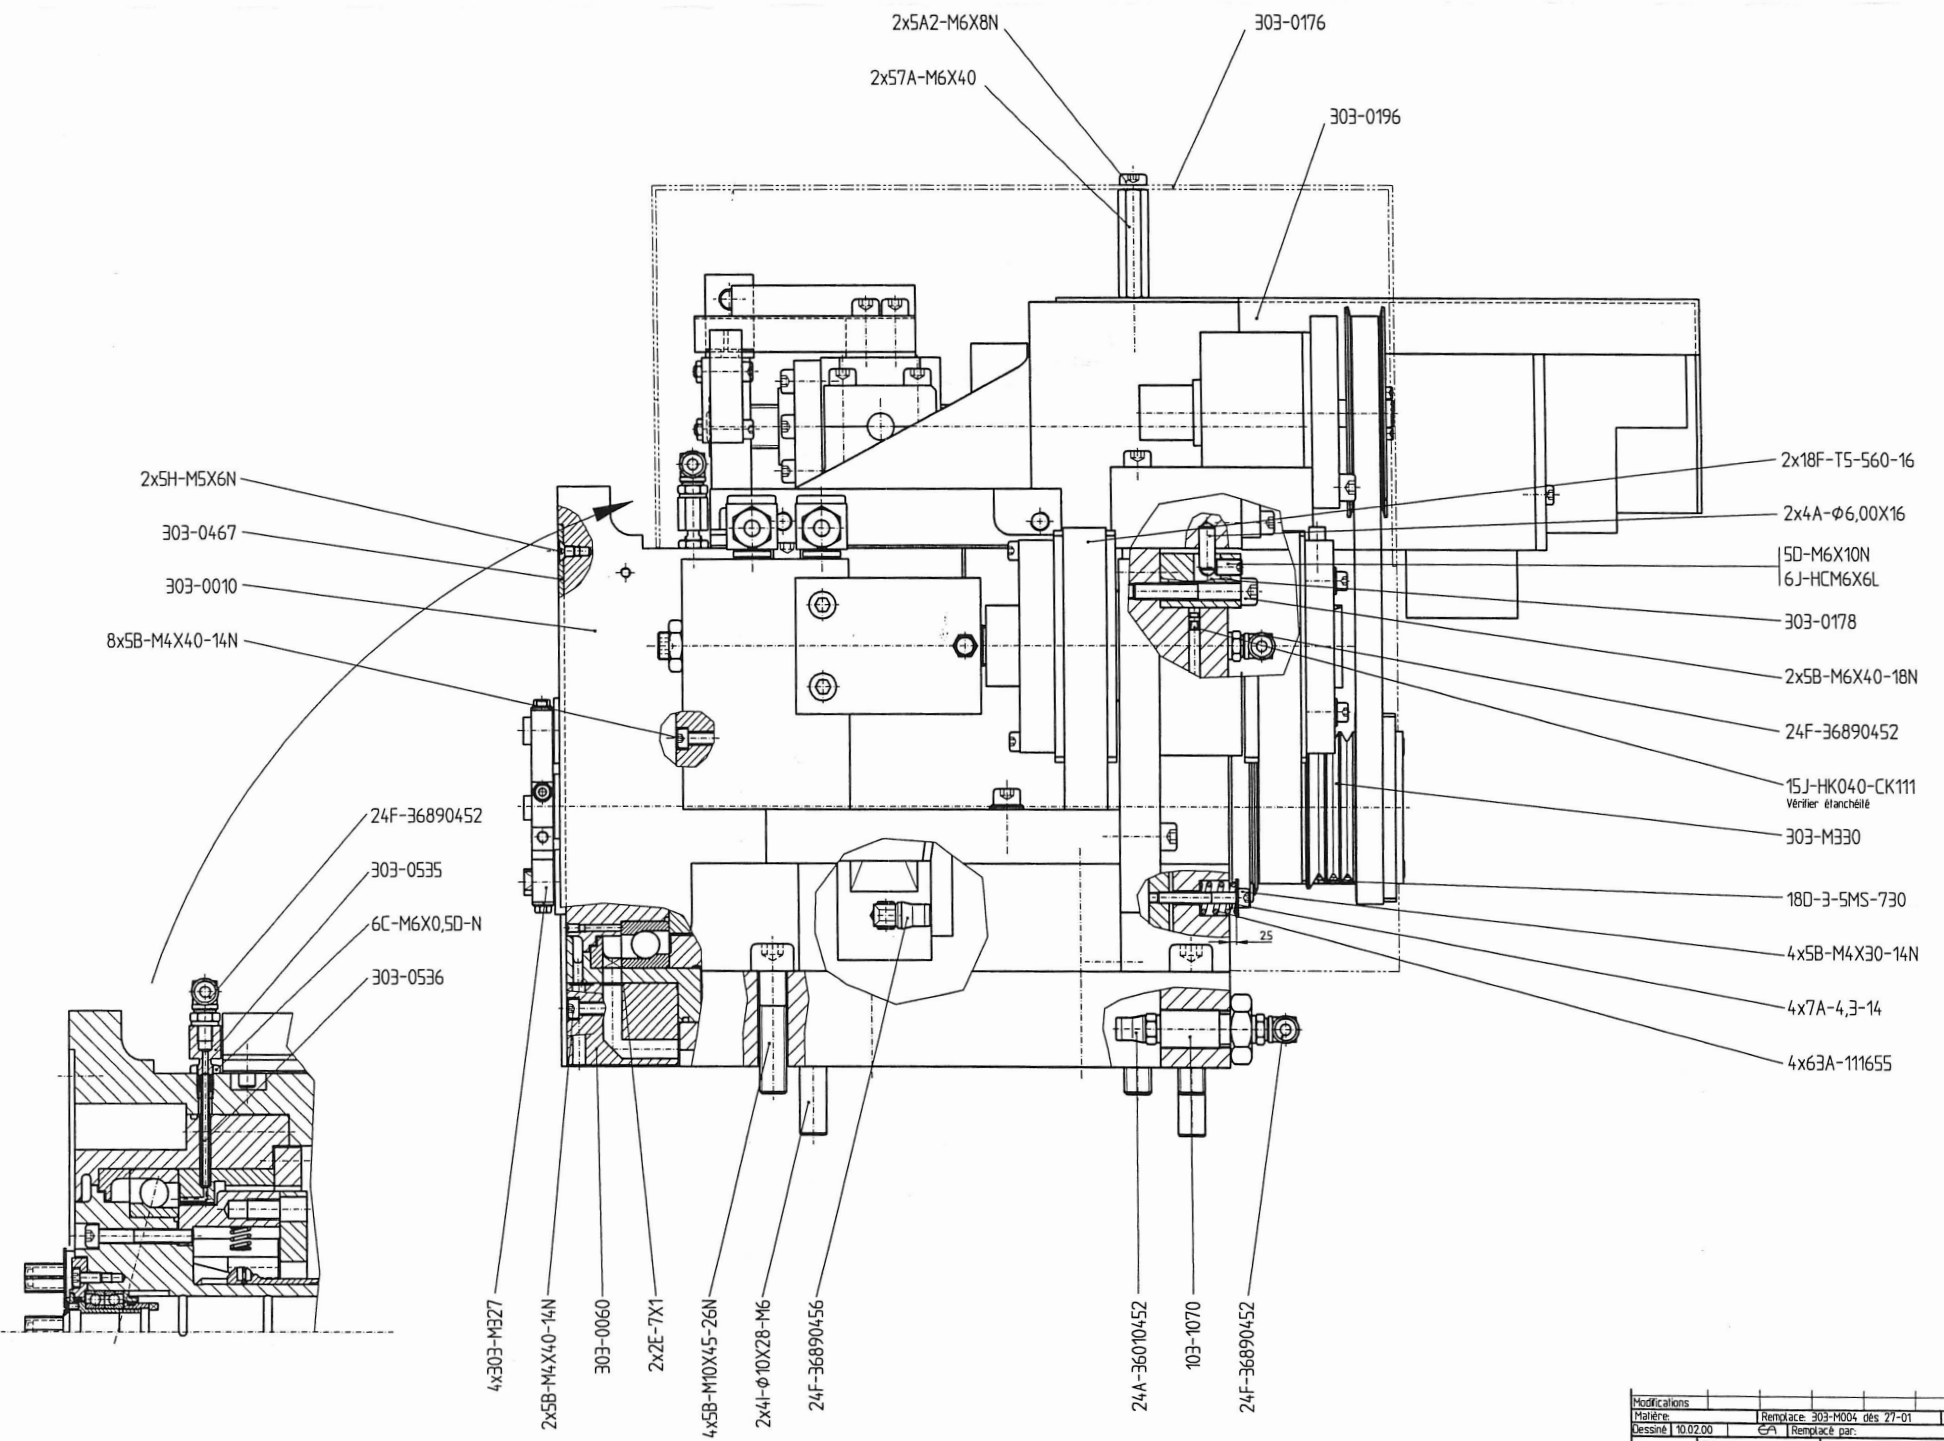 2x5A2-M6X8N
303-0176
2x57A-M6X40
303-0196
2x5H-M5X6N
303-0467
303-0010
8x5B-M4X40-14N
2x18F-T5-560-16
2x4A-Φ6,00X16
5D-M6X10N
6J-HCM6X6L
303-0178
2x5B-M6X40-18N
24F-36890452
15J-HK040-CK111
Vérifier étanchéité
303-M330
18D-3-5MS-730
4x5B-M4X30-14N
4x7A-4,3-14
4x63A-111655
25
24F-36890452
303-0535
6C-M6X0,5D-N
303-0536
4x303-M327
2x5B-M4X40-14N
303-0060
2x2E-7X1
4x5B-M10X45-26N
2x4I-Φ10X28-M6
24F-36890456
24A-36010452
103-1070
24F-36890452
Modifications
Matière: Remplace: 303-M004 dès 27-01
Dessiné 10.02.00 EA Remplacé par: